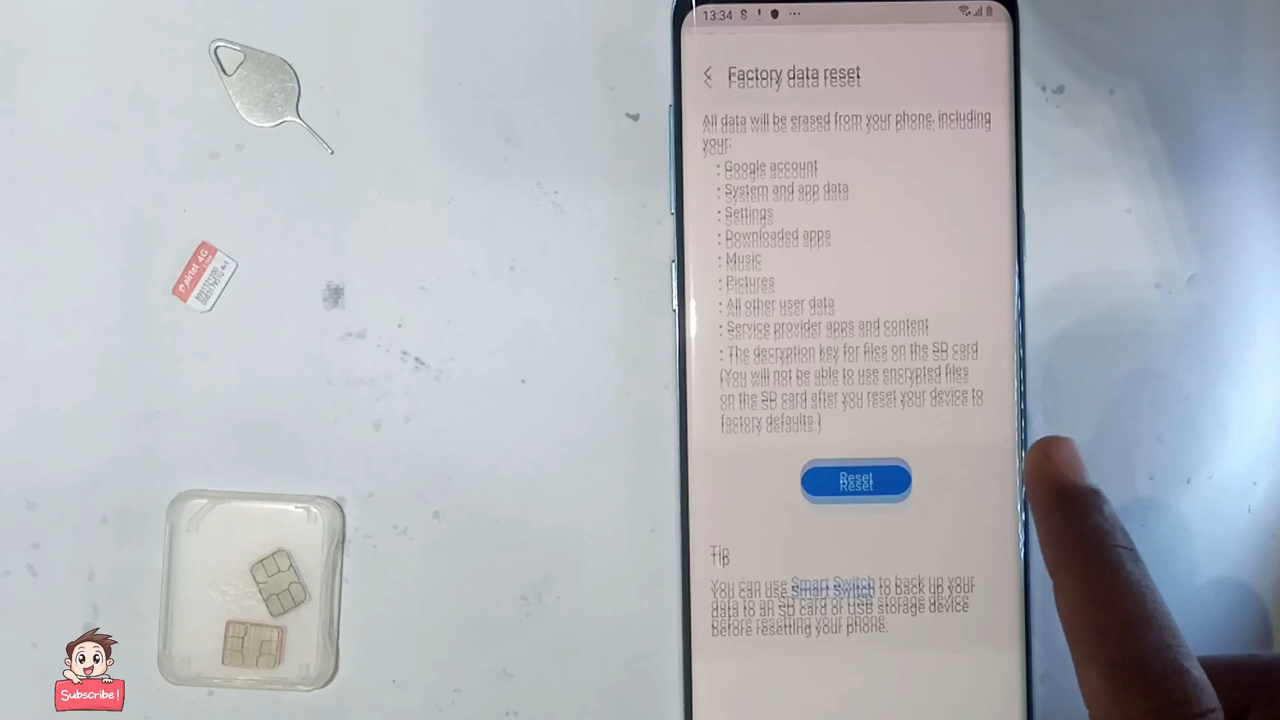 13:34
Factory data reset
All data will be erased from your phone, including
your:
• Google account
• System and app data
• Settings
• Downloaded apps
• Music
• Pictures
• All other user data
• Service provider apps and content
• The decryption key for files on the SD card
(You will not be able to use encrypted files
on the SD card after you reset your device to
factory defaults.)
Reset
Tip
You can use Smart Switch to back up your
data to an SD card or USB storage device
before resetting your phone.
airtel 4G
Subscribe!